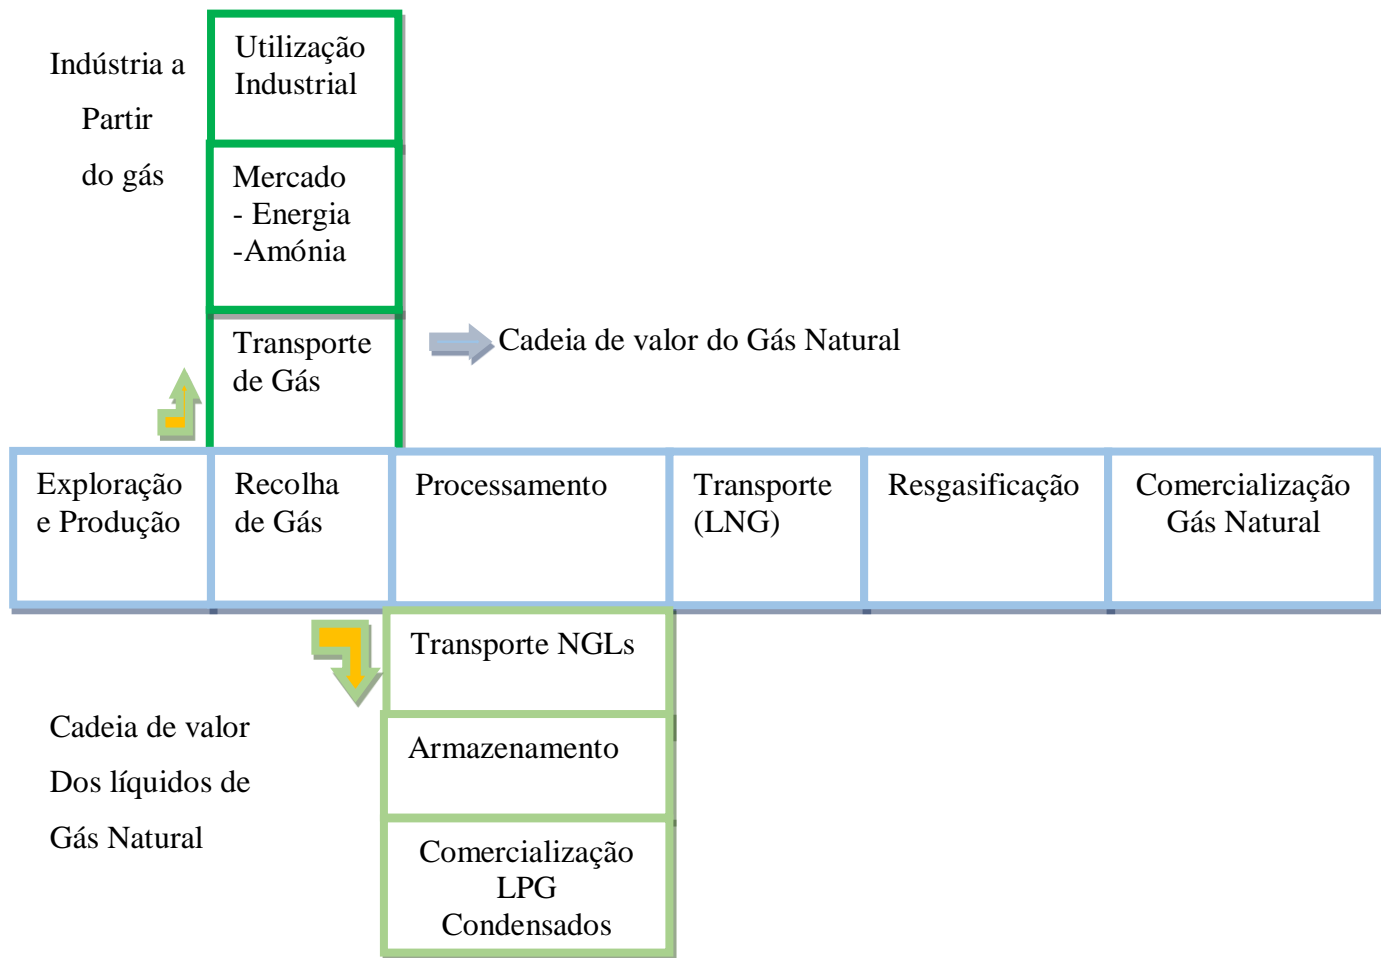 Indústria a
Partir
do gás
Utilização
Industrial
Mercado
- Energia
-Amónia
Transporte
de Gás
Cadeia de valor do Gás Natural
Exploração
e Produção
Recolha
de Gás
Processamento
Transporte
(LNG)
Resgasificação
Comercialização
Gás Natural
Transporte NGLs
Armazenamento
Comercialização
LPG
Condensados
Cadeia de valor
Dos líquidos de
Gás Natural